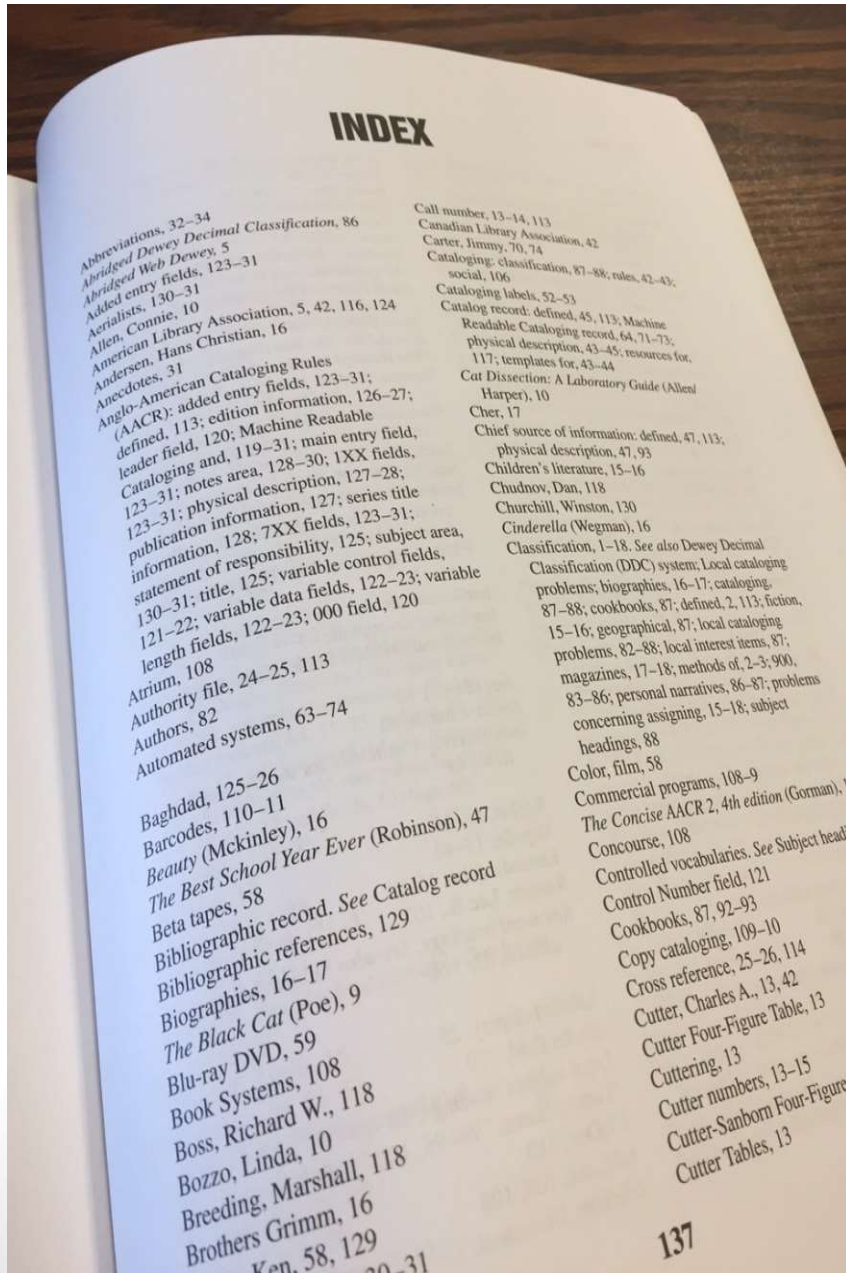 INDEX
Abbreviations, 32–34
Abridged Dewey Decimal Classification, 86
Abridged Web Dewey, 5
Added entry fields, 123–31
Aerialists, 130–31
Allen, Connie, 10
American Library Association, 5, 42, 116, 124
Andersen, Hans Christian, 16
Anecdotes, 31
Anglo-American Cataloging Rules
(AACR): added entry fields, 123–31;
defined, 113; edition information, 126–27;
leader field, 120; Machine Readable
Cataloging and, 119–31; main entry field,
123–31; notes area, 128–30; 1XX fields,
123–31; physical description, 127–28;
publication information, 127; series title
information, 128; 7XX fields, 123–31;
statement of responsibility, 125; subject area,
130–31; title, 125; variable control fields,
121–22; variable data fields, 122–23; variable
length fields, 122–23; 000 field, 120
Atrium, 108
Authority file, 24–25, 113
Authors, 82
Automated systems, 63–74
Baghdad, 125–26
Barcodes, 110–11
Beauty (Mckinley), 16
The Best School Year Ever (Robinson), 47
Beta tapes, 58
Bibliographic record. See Catalog record
Bibliographic references, 129
Biographies, 16–17
The Black Cat (Poe), 9
Blu-ray DVD, 59
Book Systems, 108
Boss, Richard W., 118
Bozzo, Linda, 10
Breeding, Marshall, 118
Brothers Grimm, 16
Ken, 58, 129
–31
Call number, 13–14, 113
Canadian Library Association, 42
Carter, Jimmy, 70, 74
Cataloging: classification, 87–88; rules, 42–43;
social, 106
Cataloging labels, 52–53
Catalog record: defined, 45, 113; Machine
Readable Cataloging record, 64, 71–73;
physical description, 43–45; resources for,
117; templates for, 43–44
Cat Dissection: A Laboratory Guide (Allen/
Harper), 10
Cher, 17
Chief source of information: defined, 47, 113;
physical description, 47, 93
Children's literature, 15–16
Chudnov, Dan, 118
Churchill, Winston, 130
Cinderella (Wegman), 16
Classification, 1–18. See also Dewey Decimal
Classification (DDC) system; Local cataloging
problems; biographies, 16–17; cataloging,
87–88; cookbooks, 87; defined, 2, 113; fiction,
15–16; geographical, 87; local cataloging
problems, 82–88; local interest items, 87;
magazines, 17–18; methods of, 2–3; 900,
83–86; personal narratives, 86–87; problems
concerning assigning, 15–18; subject
headings, 88
Color, film, 58
Commercial programs, 108–9
The Concise AACR 2, 4th edition (Gorman),
Concourse, 108
Controlled vocabularies. See Subject headi
Control Number field, 121
Cookbooks, 87, 92–93
Copy cataloging, 109–10
Cross reference, 25–26, 114
Cutter, Charles A., 13, 42
Cutter Four-Figure Table, 13
Cuttering, 13
Cutter numbers, 13–15
Cutter-Sanborn Four-Figure
Cutter Tables, 13
137